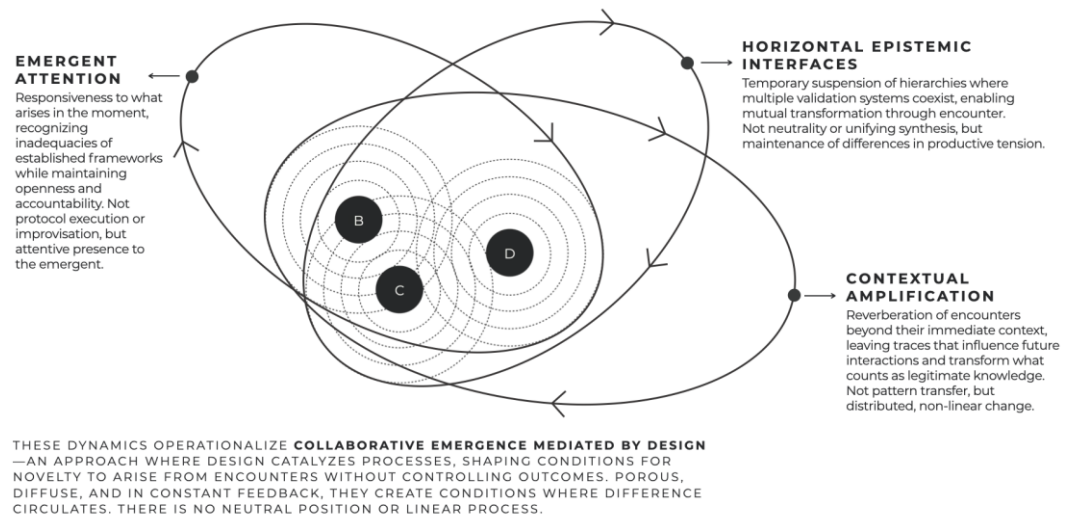 EMERGENT
ATTENTION
Responsiveness to what
arises in the moment,
recognizing
inadequacies of
established frameworks
while maintaining
openness and
accountability. Not
protocol execution or
improvisation, but
attentive presence to
the emergent.
HORIZONTAL EPISTEMIC
INTERFACES
Temporary suspension of hierarchies where
multiple validation systems coexist, enabling
mutual transformation through encounter.
Not neutrality or unifying synthesis, but
maintenance of differences in productive tension.
B
D
C
CONTEXTUAL
AMPLIFICATION
Reverberation of encounters
beyond their immediate context,
leaving traces that influence future
interactions and transform what
counts as legitimate knowledge.
Not pattern transfer, but
distributed, non-linear change.
THESE DYNAMICS OPERATIONALIZE COLLABORATIVE EMERGENCE MEDIATED BY DESIGN
—AN APPROACH WHERE DESIGN CATALYZES PROCESSES, SHAPING CONDITIONS FOR
NOVELTY TO ARISE FROM ENCOUNTERS WITHOUT CONTROLLING OUTCOMES. POROUS,
DIFFUSE, AND IN CONSTANT FEEDBACK, THEY CREATE CONDITIONS WHERE DIFFERENCE
CIRCULATES. THERE IS NO NEUTRAL POSITION OR LINEAR PROCESS.